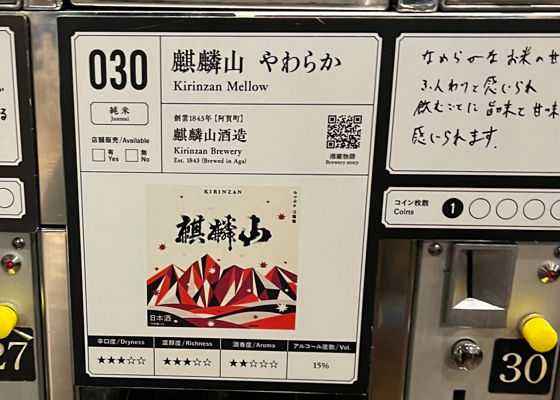 030
麒麟山 やわらか
Kirinzan Mellow
純米
Junmai
店舗販売/Available
有
Yes
無
No
創業1843年【阿賀町】
麒麟山酒造
Kirinzan Brewery
Est. 1843 (Brewed in Aga)
酒蔵物語
Brewery story
KIRINZAN
麒麟山
日本酒
辛口度/Dryness
★★★☆☆
濃醇度/Richness
★★★☆☆
酒香度/Aroma
★★☆☆☆
アルコール度数/Vol.
15%
なめらかなお米の甘
ふんわりと感じられ
飲むごとに旨味と甘味
感じられます。
コイン枚数
Coins
1
27
30